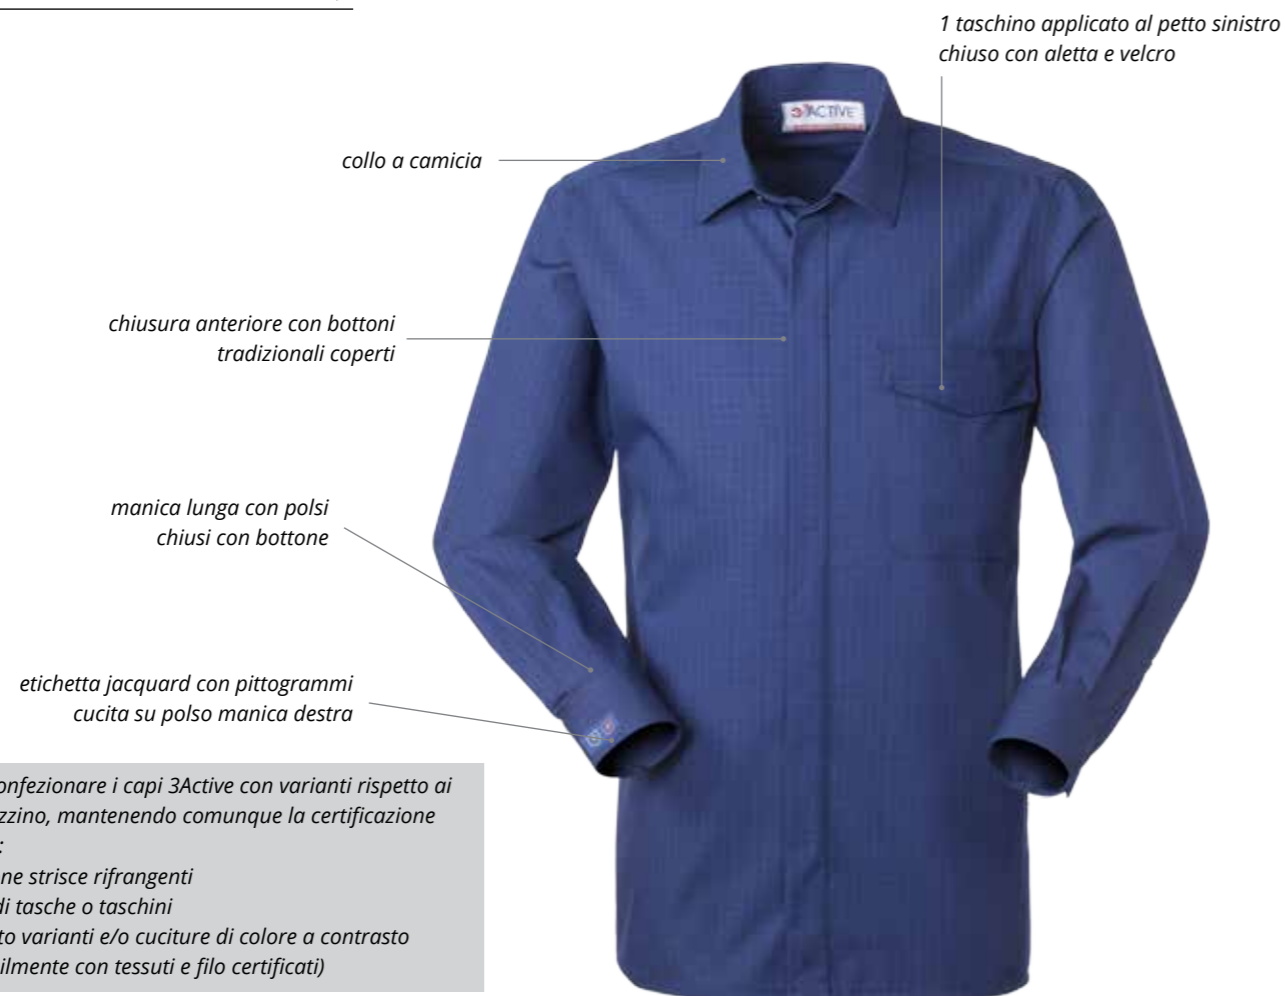 1 taschino applicato al petto sinistro
chiuso con aletta e velcro
3ACTIVE
collo a camicia
chiusura anteriore con bottoni
tradizionali coperti
manica lunga con polsi
chiusi con bottone
etichetta jacquard con pittogrammi
cucita su polso manica destra
onfezionare i capi 3Active con varianti rispetto ai
zzino, mantenendo comunque la certificazione
:
ne strisce rifrangenti
di tasche o taschini
to varianti e/o cuciture di colore a contrasto
ilmente con tessuti e filo certificati)